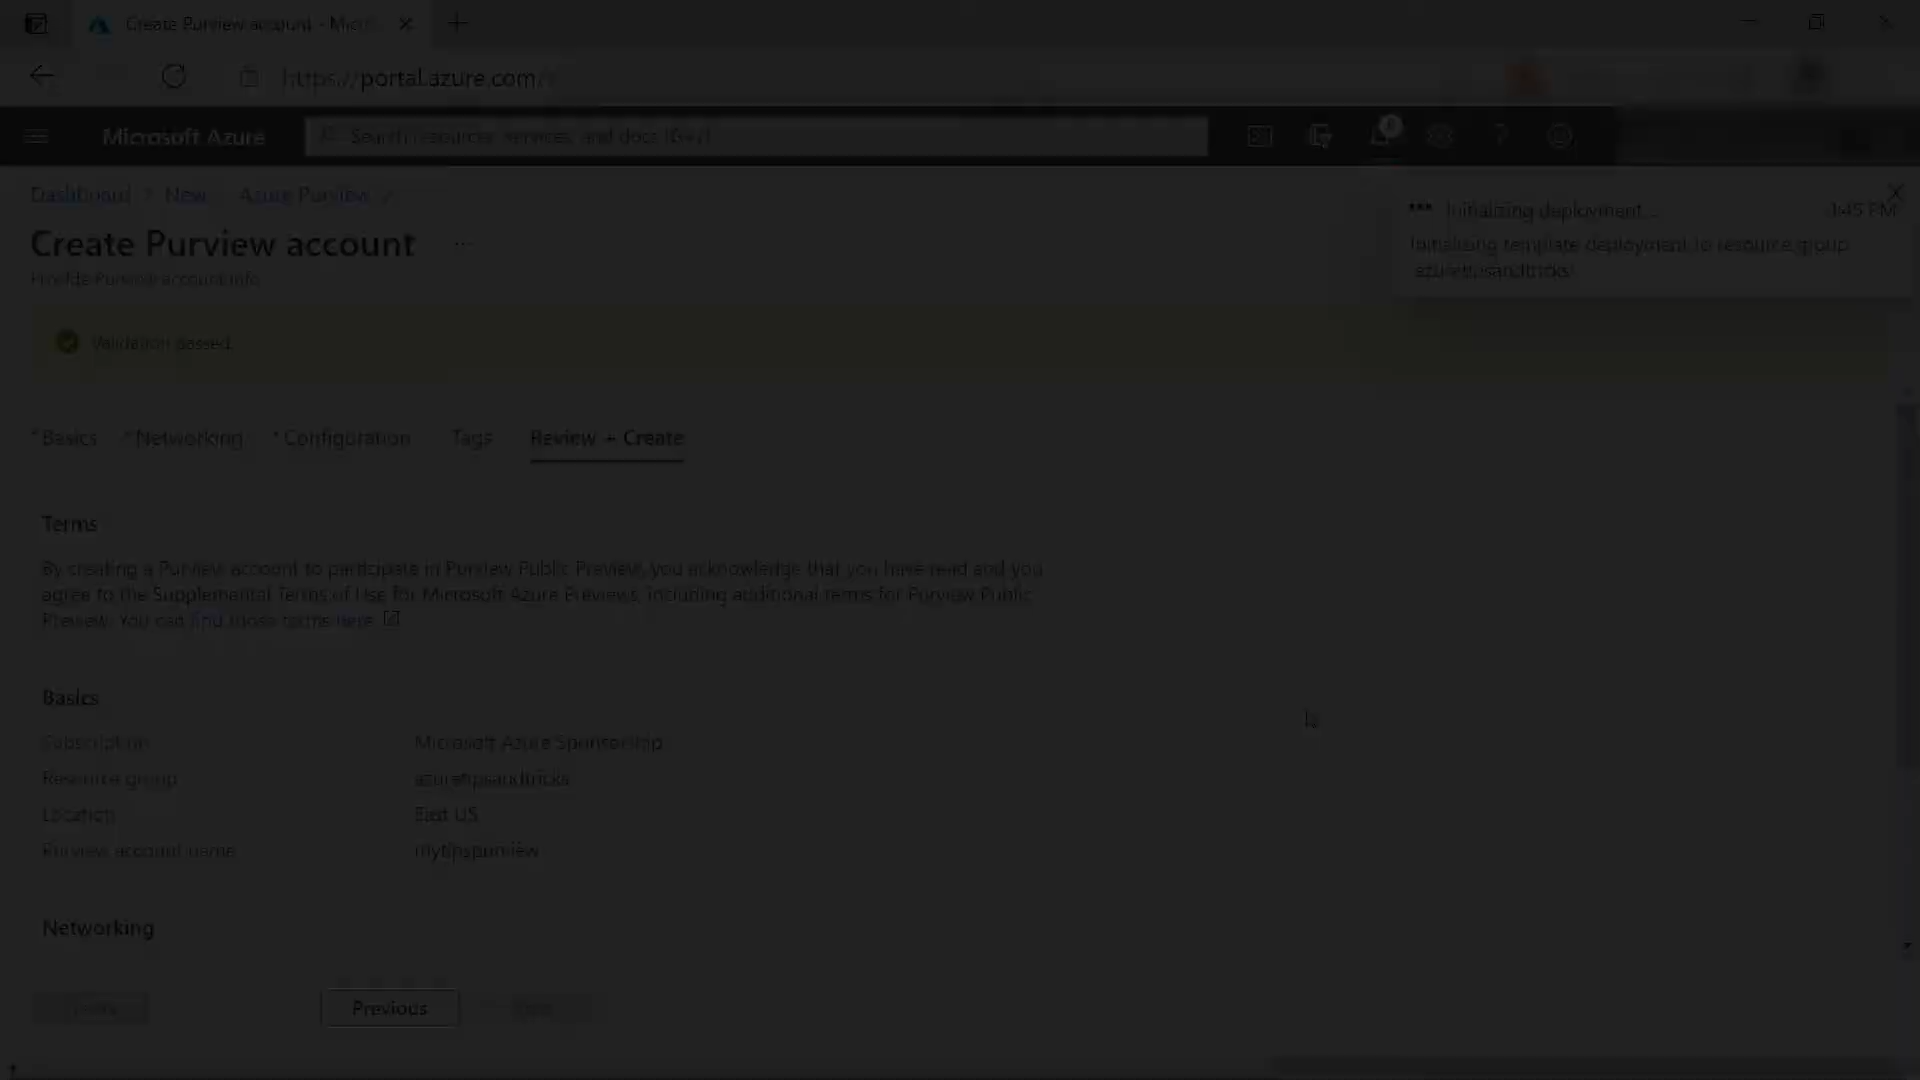 Create Purview account - Micr
https://portal.azure.com/
Microsoft Azure
Search resources, services, and docs (G+/)
Dashboard > New > Azure Purview >
Create Purview account ...
Provide Purview account info
Initializing deployment...
3:45 PM
Initializing template deployment to resource group
'azuretipsandtricks'.
Validation passed
* Basics * Networking * Configuration Tags Review + Create
Terms
By creating a Purview account to participate in Purview Public Preview, you acknowledge that you have read and you
agree to the Supplemental Terms of Use for Microsoft Azure Previews, including additional terms for Purview Public
Preview. You can find those terms here
Basics
Subscription Microsoft Azure Sponsorship
Resource group azuretipsandtricks
Location East US
Purview account name mytipspurview
Networking
Previous